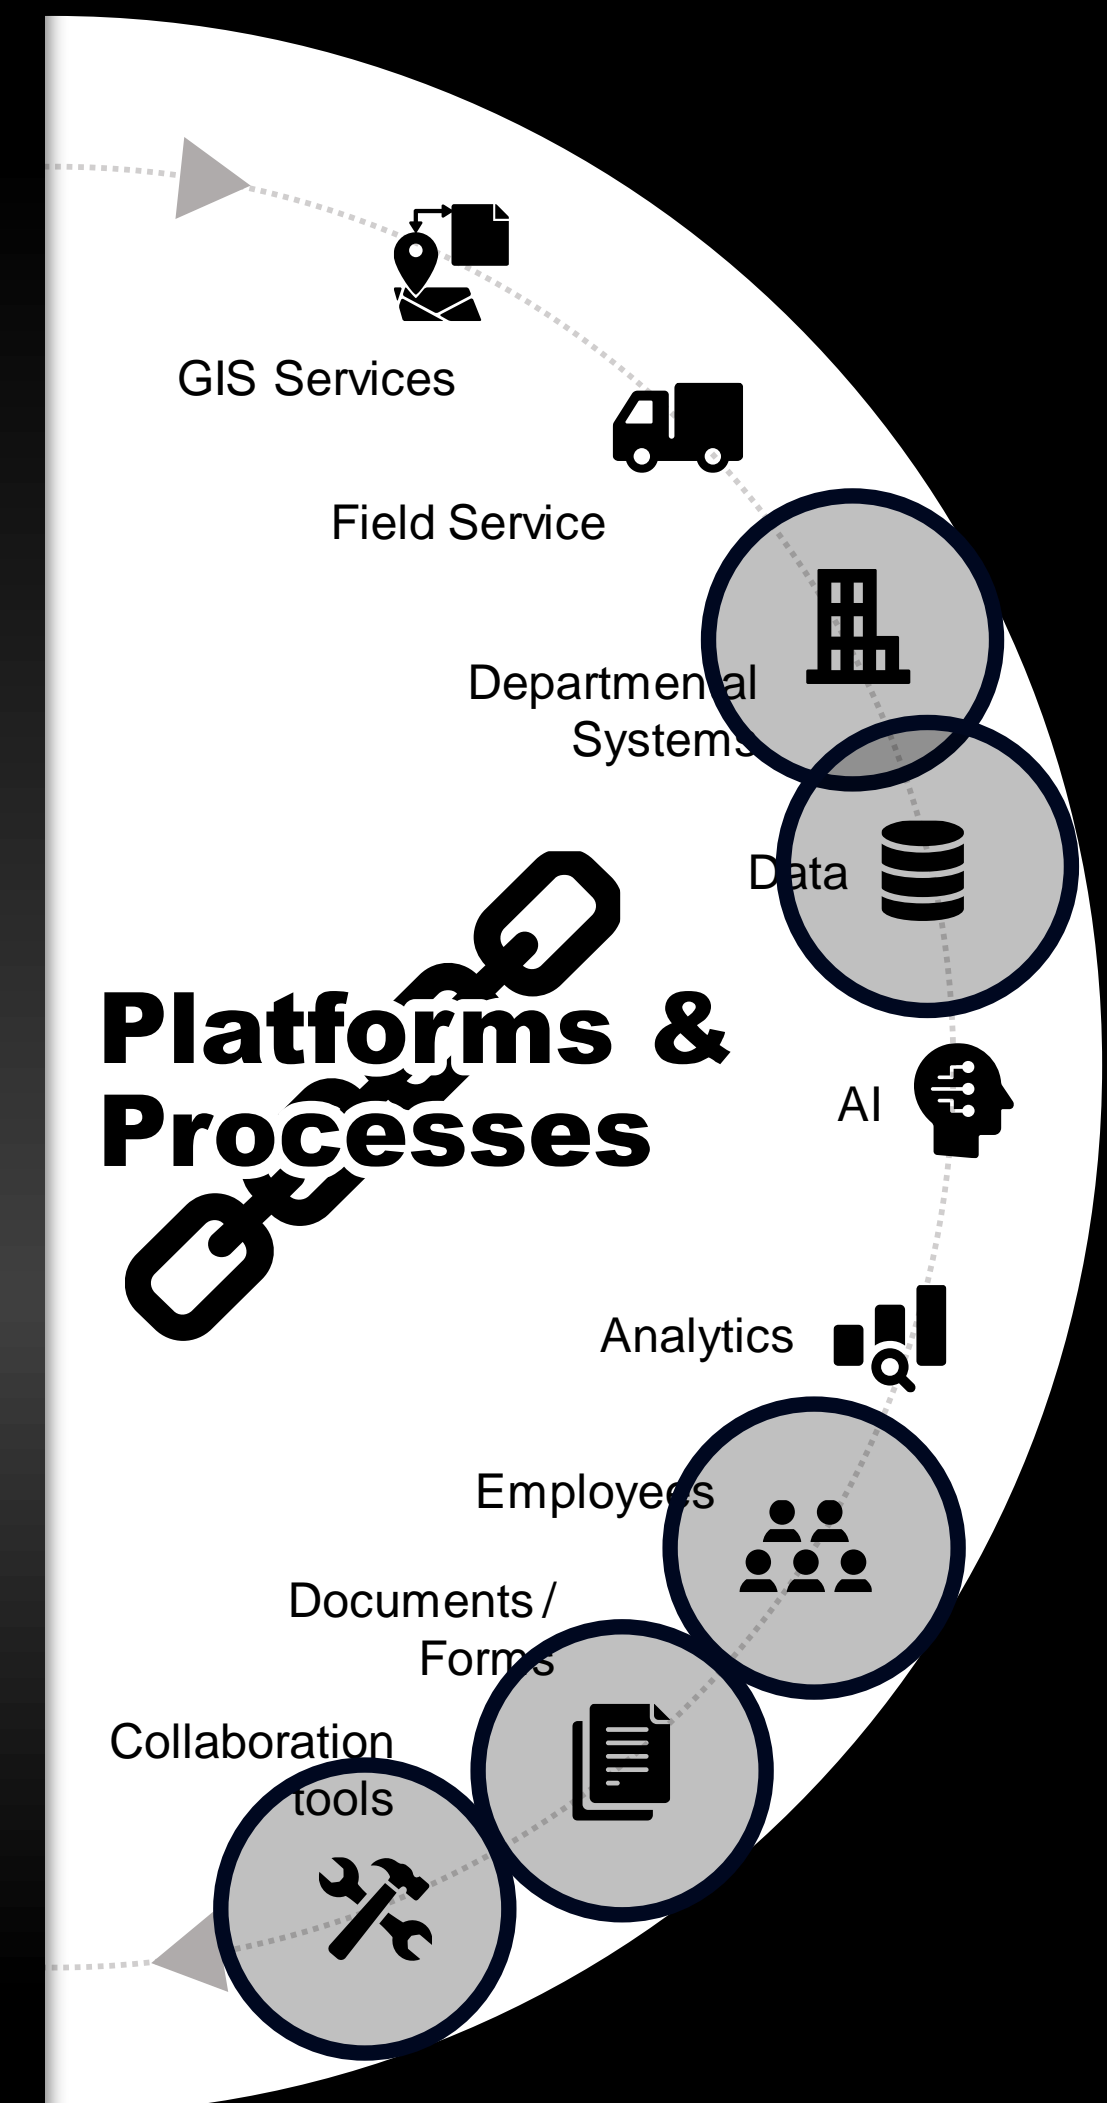 GIS Services
Field Service
Departmental
Systems
Data
Platforms &
Processes
AI
Analytics
Employees
Documents /
Forms
Collaboration
tools